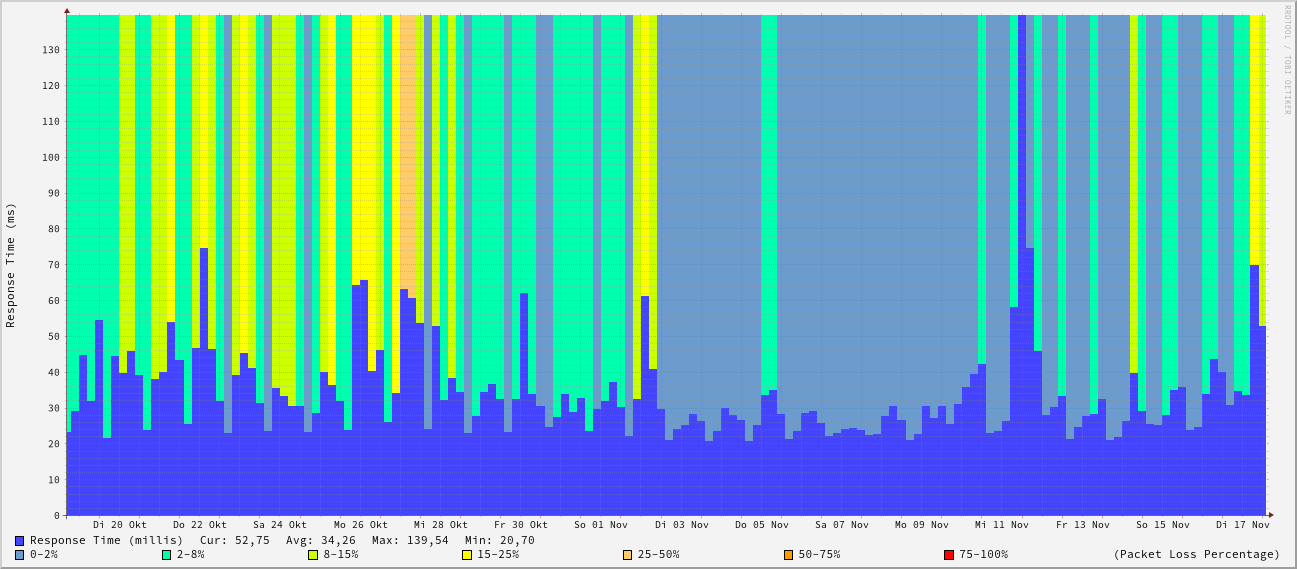 RRDTOOL / TOBI OETIKER
Response Time (ms)
130
120
110
100
90
80
70
60
50
40
30
20
10
0
Di 20 Okt Do 22 Okt Sa 24 Okt Mo 26 Okt Mi 28 Okt Fr 30 Okt So 01 Nov Di 03 Nov Do 05 Nov Sa 07 Nov Mo 09 Nov Mi 11 Nov Fr 13 Nov So 15 Nov Di 17 Nov
Response Time (millis) Cur: 52,75 Avg: 34,26 Max: 139,54 Min: 20,70
0-2% 2-8% 8-15% 15-25% 25-50% 50-75% 75-100% (Packet Loss Percentage)